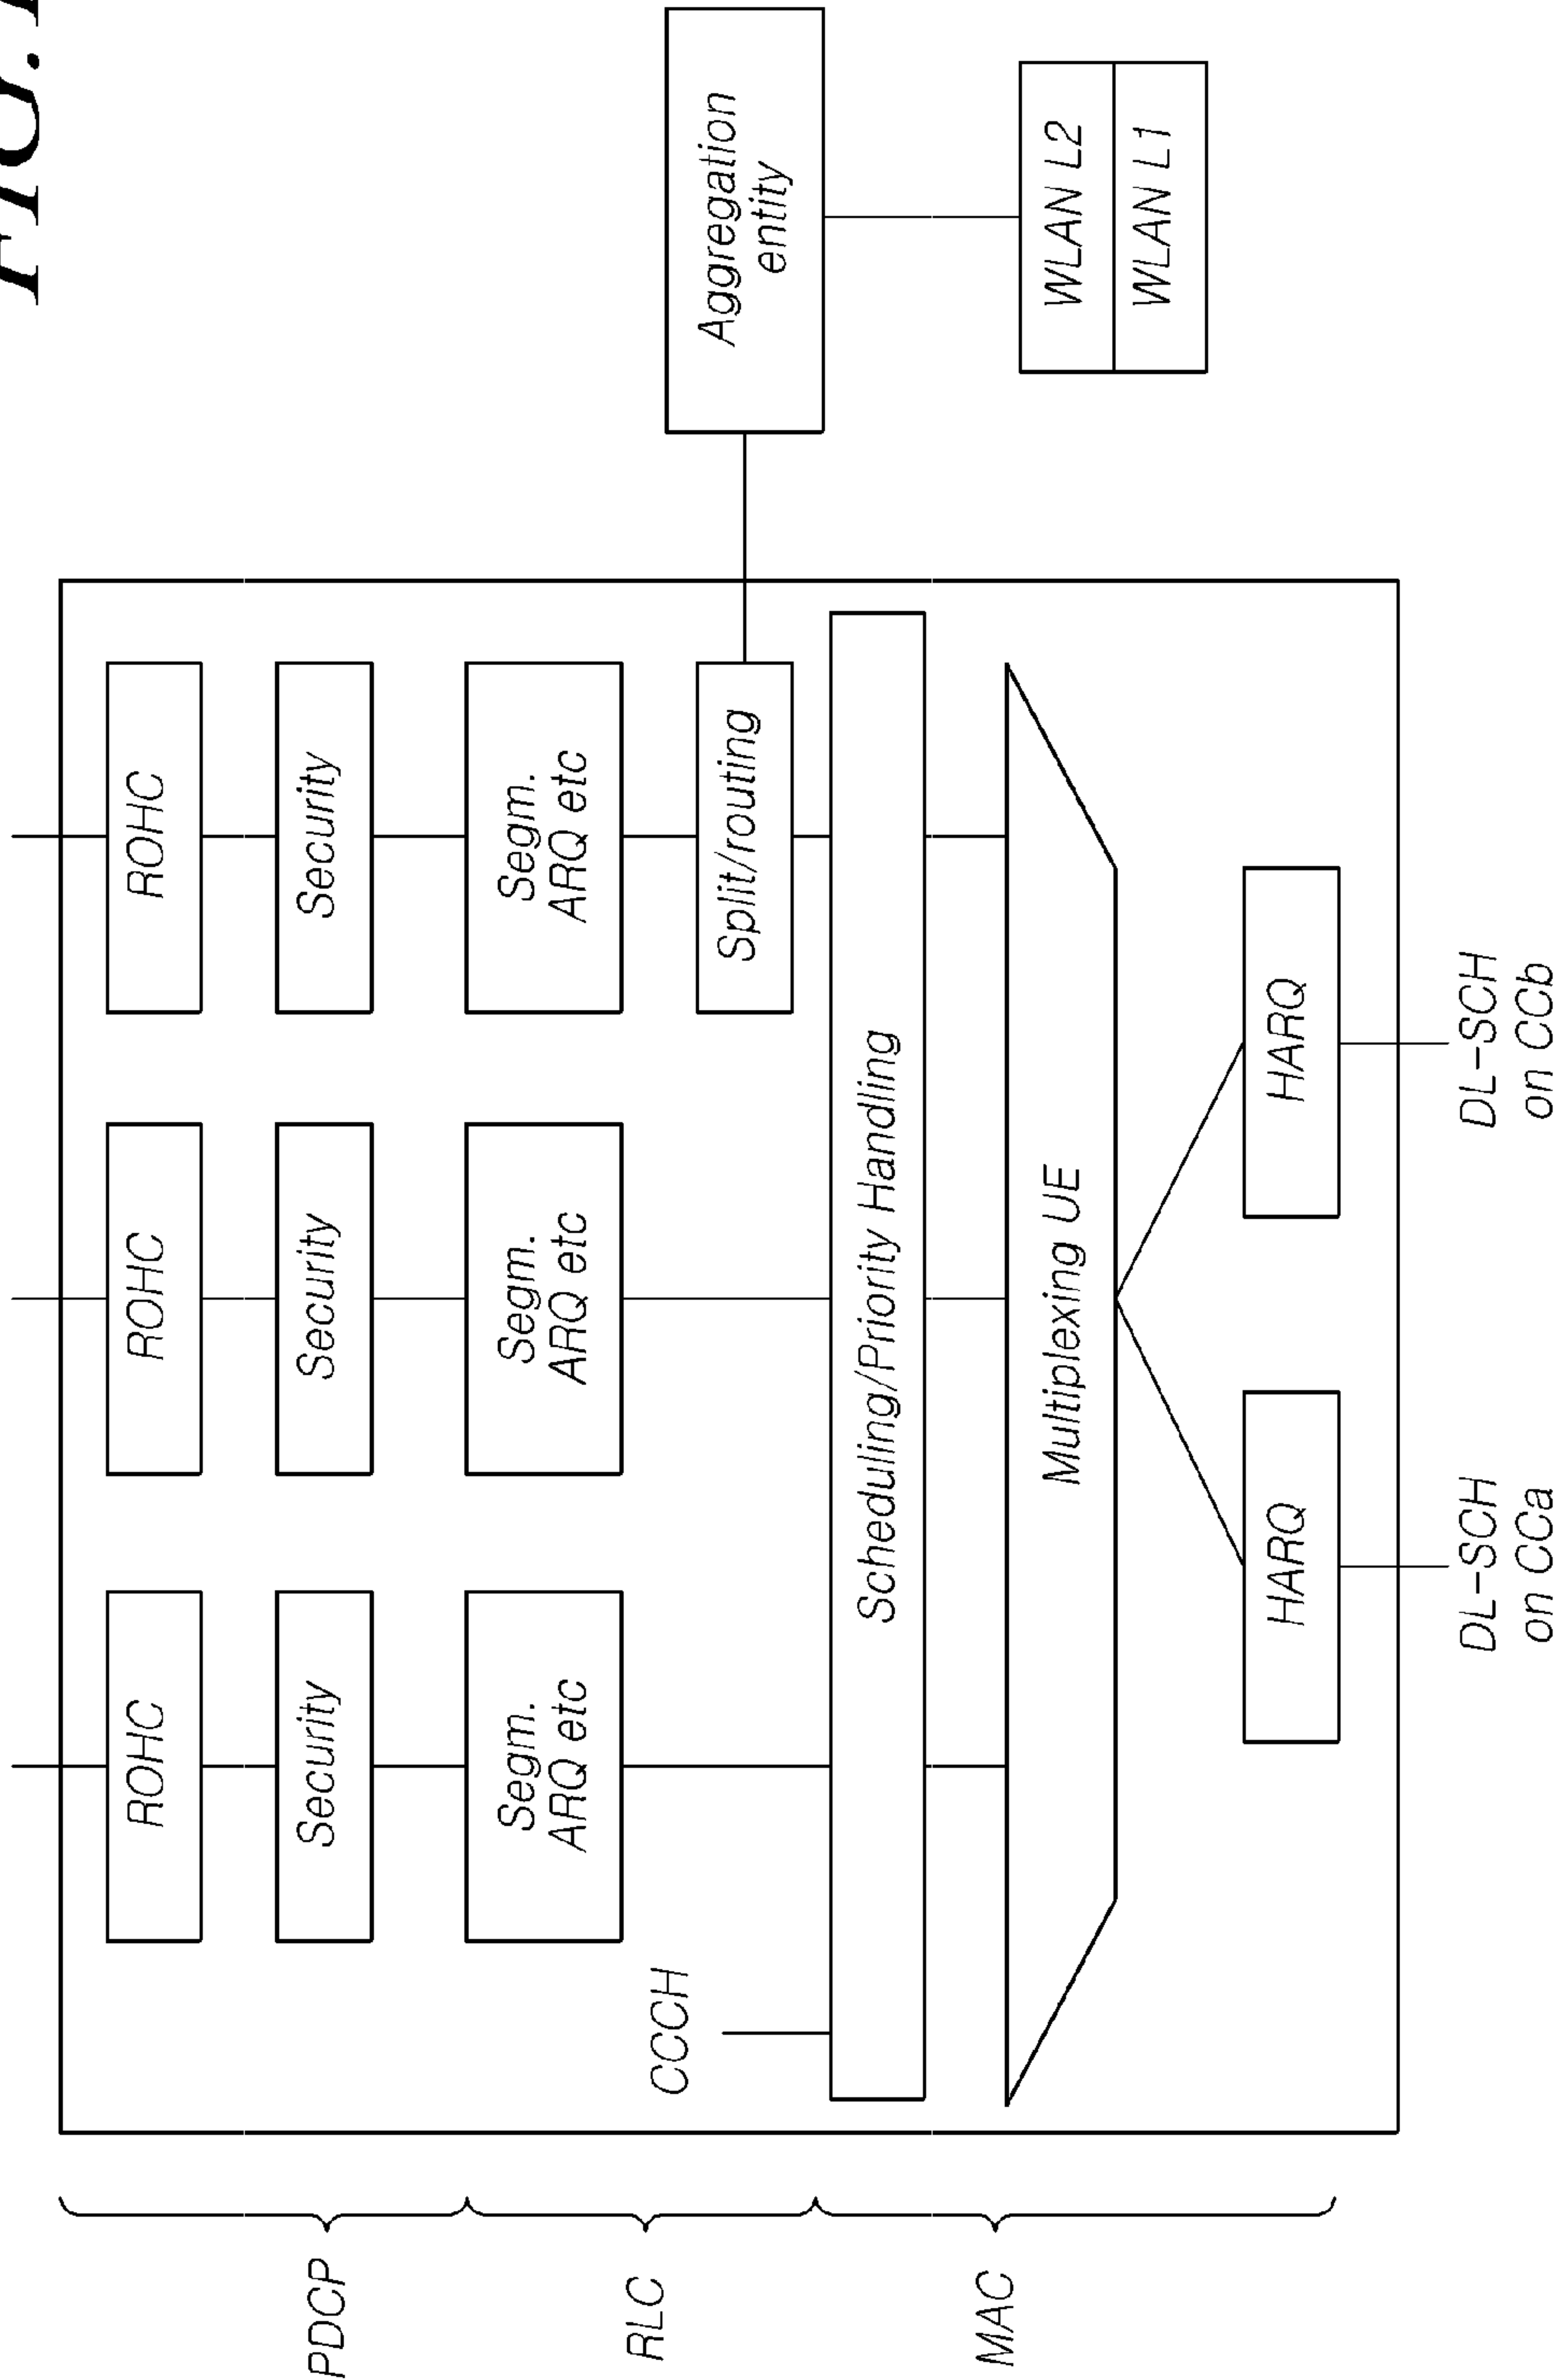 FIG.
ROHC
ROHC
ROHC
PDCP
Security
Security
Security
Segm.
ARQ etc
Segm.
ARQ etc
Segm.
ARQ etc
RLC
CCCH
Split/routing
Aggregation
entity
Scheduling/Priority Handling
MAC
Multiplexing UE
WLAN L2
WLAN L1
HARQ
HARQ
DL-SCH
on CCa
DL-SCH
on CCb